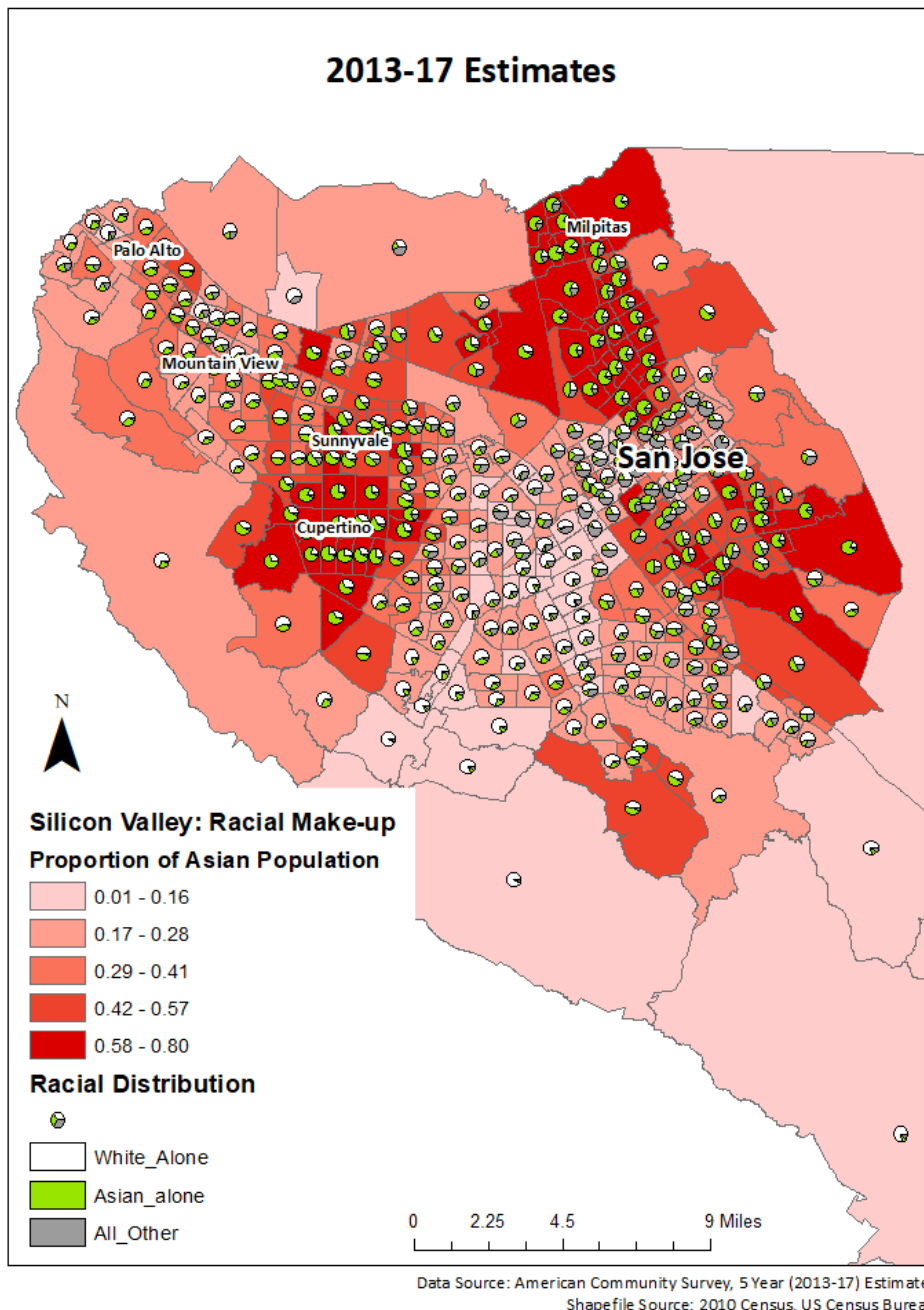 2013-17 Estimates
Milpitas
Palo Alto
Mountain View
Sunnyvale
San Jose
Cupertino
N
Silicon Valley: Racial Make-up
Proportion of Asian Population
0.01 - 0.16
0.17 - 0.28
0.29 - 0.41
0.42 - 0.57
0.58 - 0.80
Racial Distribution
White_Alone
Asian_alone
All_Other
0 2.25 4.5 9 Miles
Data Source: American Community Survey, 5 Year (2013-17) Estimate
Shapefile Source: 2010 Census, US Census Burea